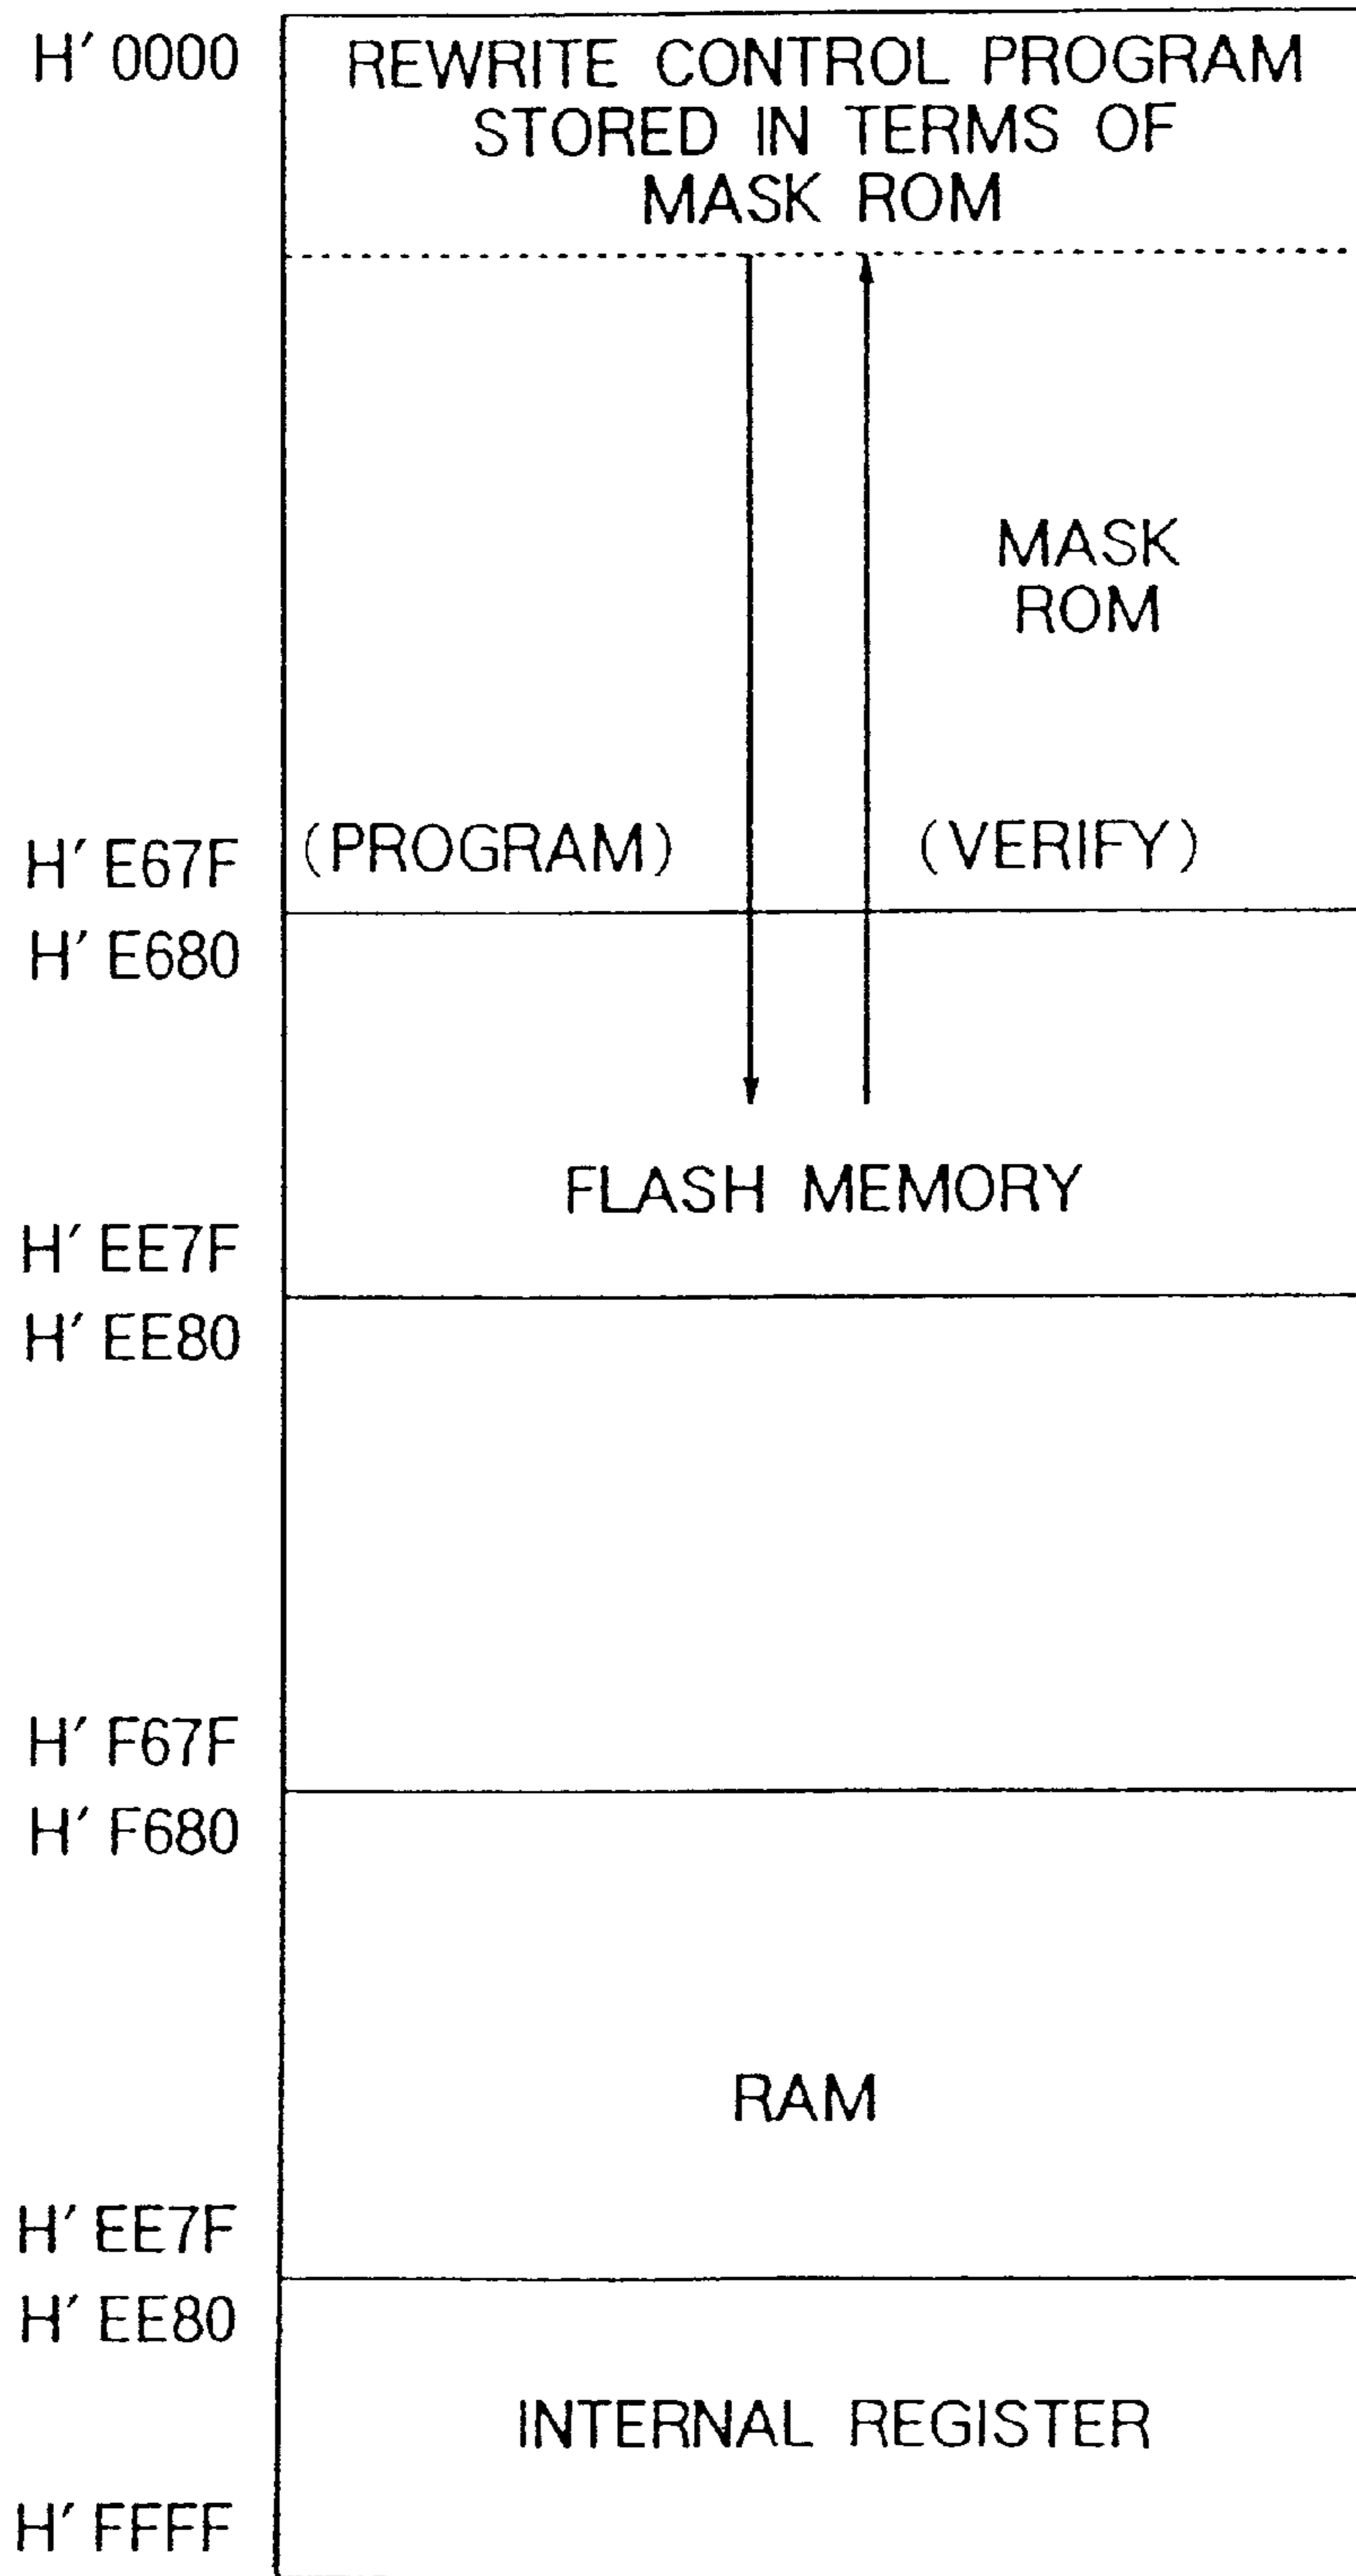 H' 0000
REWRITE CONTROL PROGRAM
STORED IN TERMS OF
MASK ROM
MASK
ROM
H' E67F
(PROGRAM)
(VERIFY)
H' E680
FLASH MEMORY
H' EE7F
H' EE80
H' F67F
H' F680
RAM
H' EE7F
H' EE80
INTERNAL REGISTER
H' FFFF